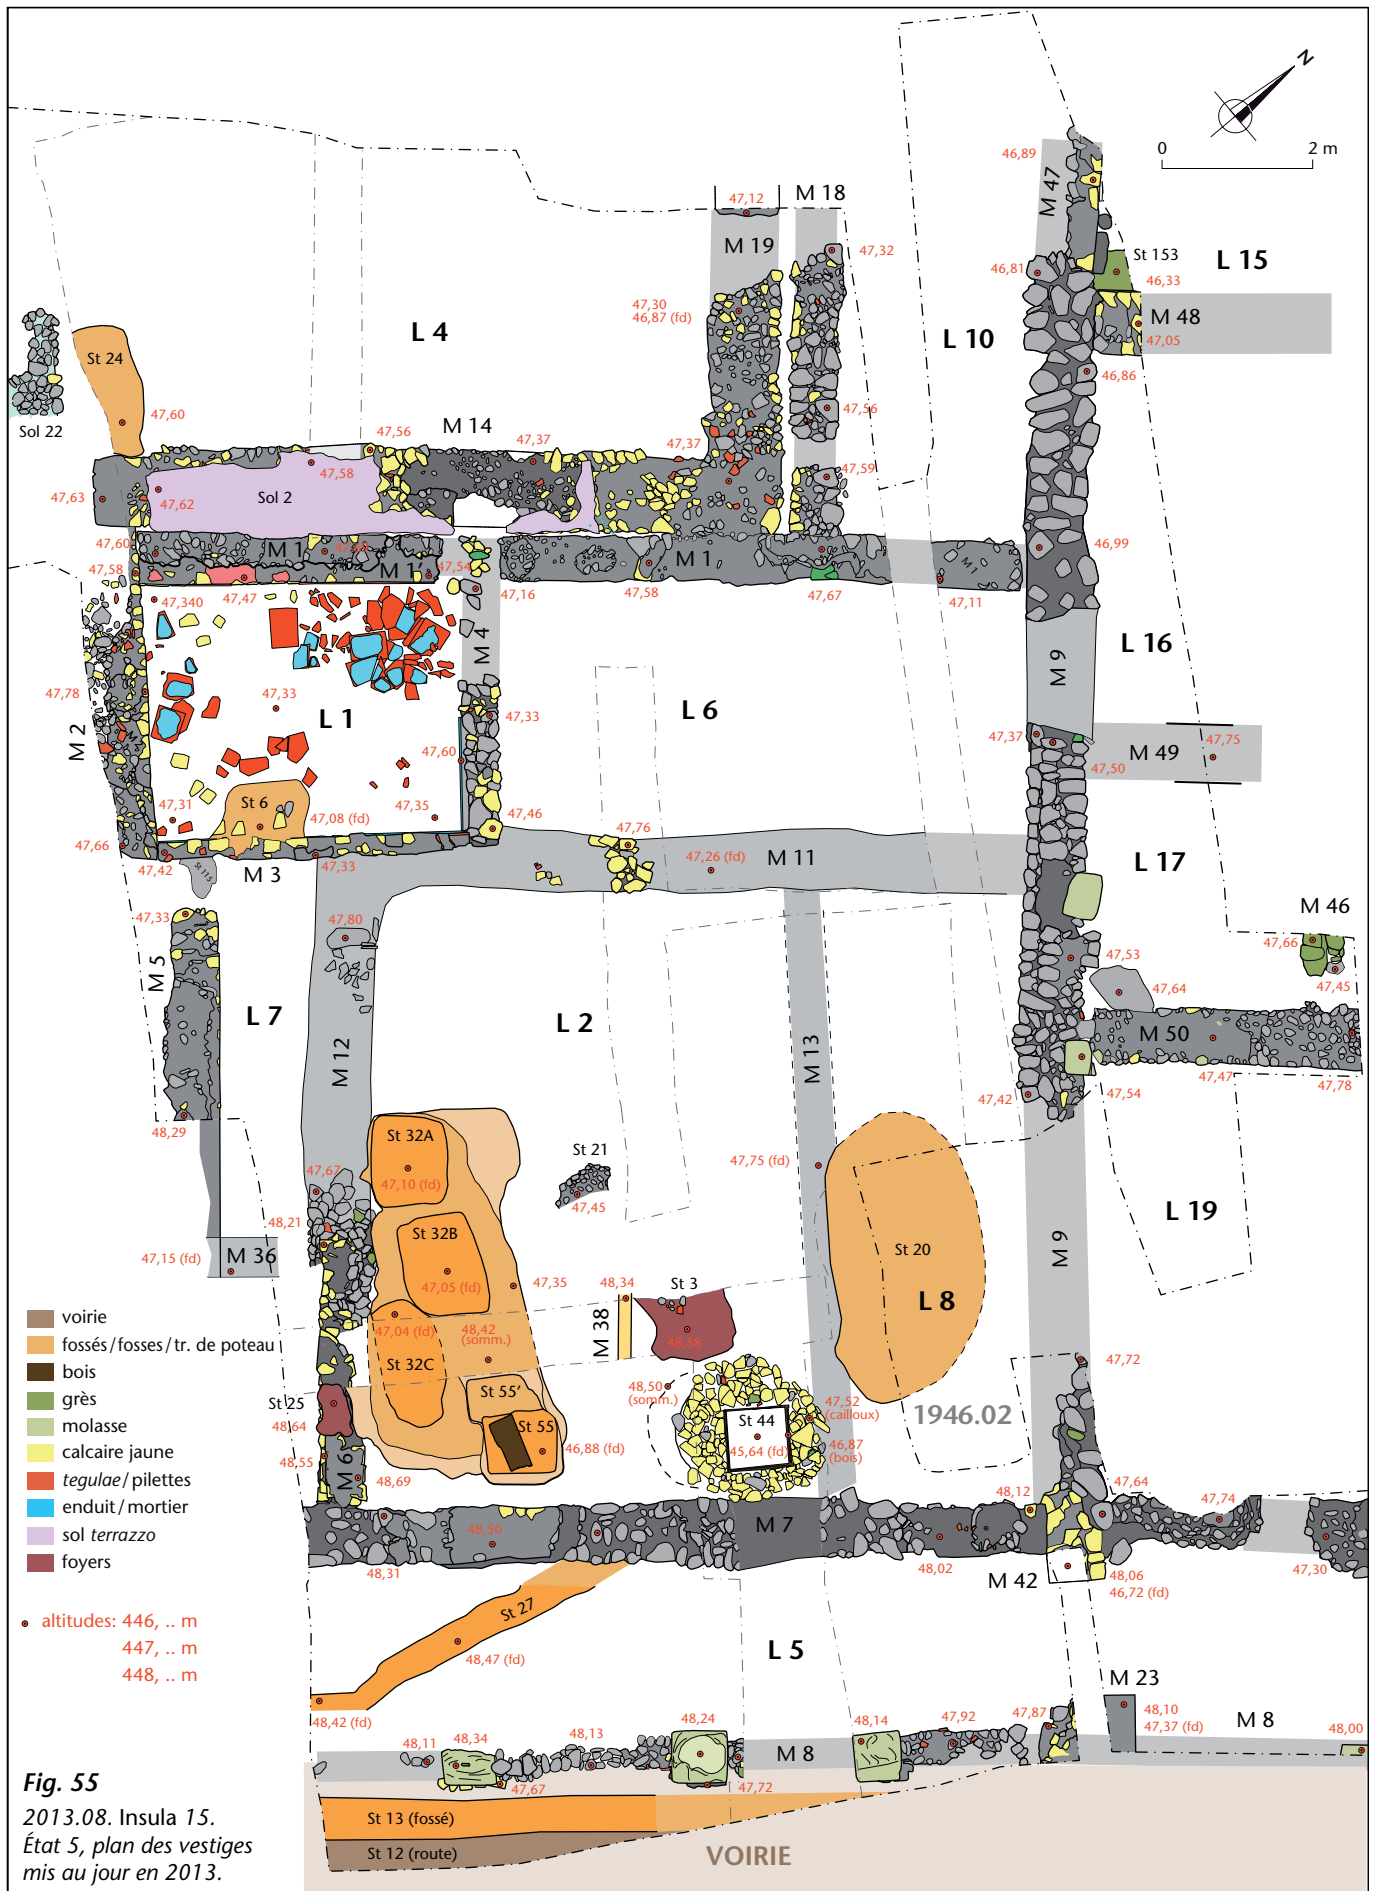 N
0 2 m
M 18
47,12
M 19
47,32
47,30
46,87 (fd)
L 4
46,89
M 47
St 153
L 15
46,81
46,33
M 48
47,05
L 10
46,86
St 24
47,60
Sol 22
47,56
M 14
47,37
47,37
47,56
47,58
47,59
47,63
47,62
Sol 2
47,60
M 1
47,54
M 1
M 1
46,99
47,58
M 1'
47,47
47,16
47,58
47,67
47,11
47,340
M 4
L 16
M 9
47,78
47,33
L 1
L 6
M 2
M 2
47,33
47,37
M 49
47,75
47,60
47,50
47,31
St 6
47,08 (fd)
47,35
47,46
47,76
47,66
47,42
M 3
47,33
47,26 (fd)
M 11
L 17
St 115
M 46
47,33
47,80
47,66
47,53
47,45
M 5
L 7
47,64
L 2
M 12
M 13
M 50
47,42
47,54
47,47
47,78
48,29
St 32A
St 21
47,10 (fd)
47,75 (fd)
47,67
47,45
48,21
St 32B
L 19
47,15 (fd)
M 36
St 20
M 9
47,05 (fd)
47,35
48,34
St 3
L 8
47,04 (fd)
48,42
(somm.)
M 38
48,58
St 32C
47,72
St 25
St 55'
48,50
(somm.)
48,64
St 44
47,52
(cailloux)
1946.02
St 55
48,55
M 6
45,64 (fd)
46,87
(bois)
46,88 (fd)
48,69
47,64
48,12
47,74
48,50
M 7
48,31
48,02
M 42
48,06
46,72 (fd)
47,30
voirie
fossés / fosses / tr. de poteau
bois
grès
molasse
calcaire jaune
tegulae / pilettes
enduit / mortier
sol terrazzo
foyers
altitudes: 446, .. m
447, .. m
448, .. m
St 27
48,47 (fd)
L 5
48,42 (fd)
M 23
48,10
47,37 (fd)
M 8
48,11
48,34
48,13
48,24
48,14
47,92
47,87
48,00
M 8
47,67
47,72
St 13 (fossé)
St 12 (route)
VOIRIE
Fig. 55
2013.08. Insula 15.
État 5, plan des vestiges
mis au jour en 2013.